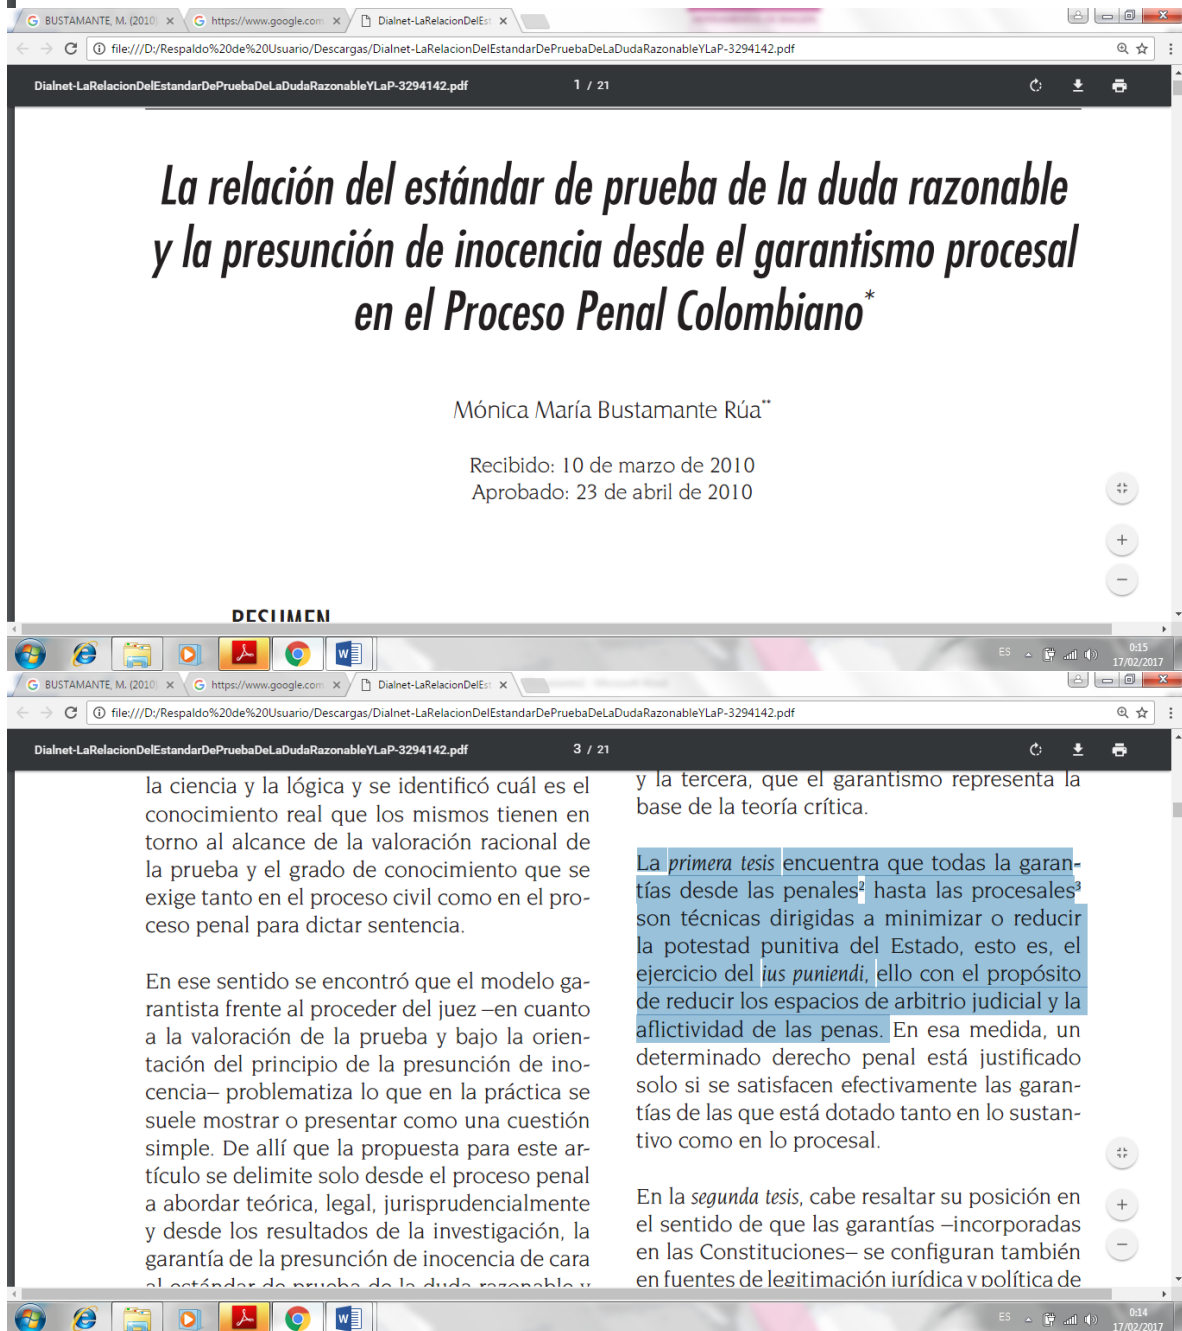 BUSTAMANTE, M. (2010)
https://www.google.com
Dialnet-LaRelacionDelEst
file:///D:/Respaldo%20de%20Usuario/Descargas/Dialnet-LaRelacionDelEstandarDePruebaDeLaDudaRazonableYLaP-3294142.pdf
Dialnet-LaRelacionDelEstandarDePruebaDeLaDudaRazonableYLaP-3294142.pdf 1 / 21
La relación del estándar de prueba de la duda razonable
y la presunción de inocencia desde el garantismo procesal
en el Proceso Penal Colombiano*
Mónica María Bustamante Rúa**
Recibido: 10 de marzo de 2010
Aprobado: 23 de abril de 2010
RESUMEN
ES 0:15
17/02/2017
BUSTAMANTE, M. (2010)
https://www.google.com
Dialnet-LaRelacionDelEst
file:///D:/Respaldo%20de%20Usuario/Descargas/Dialnet-LaRelacionDelEstandarDePruebaDeLaDudaRazonableYLaP-3294142.pdf
Dialnet-LaRelacionDelEstandarDePruebaDeLaDudaRazonableYLaP-3294142.pdf 3 / 21
la ciencia y la lógica y se identificó cuál es el
conocimiento real que los mismos tienen en
torno al alcance de la valoración racional de
la prueba y el grado de conocimiento que se
exige tanto en el proceso civil como en el pro-
ceso penal para dictar sentencia.
En ese sentido se encontró que el modelo ga-
rantista frente al proceder del juez –en cuanto
a la valoración de la prueba y bajo la orien-
tación del principio de la presunción de ino-
cencia– problematiza lo que en la práctica se
suele mostrar o presentar como una cuestión
simple. De allí que la propuesta para este ar-
tículo se delimite solo desde el proceso penal
a abordar teórica, legal, jurisprudencialmente
y desde los resultados de la investigación, la
garantía de la presunción de inocencia de cara
al estándar de prueba de la duda razonable y
y la tercera, que el garantismo representa la
base de la teoría crítica.
La primera tesis encuentra que todas la garan-
tías desde las penales² hasta las procesales³
son técnicas dirigidas a minimizar o reducir
la potestad punitiva del Estado, esto es, el
ejercicio del ius puniendi, ello con el propósito
de reducir los espacios de arbitrio judicial y la
aflictividad de las penas. En esa medida, un
determinado derecho penal está justificado
solo si se satisfacen efectivamente las garan-
tías de las que está dotado tanto en lo sustan-
tivo como en lo procesal.
En la segunda tesis, cabe resaltar su posición en
el sentido de que las garantías –incorporadas
en las Constituciones– se configuran también
en fuentes de legitimación jurídica y política de
ES 0:14
17/02/2017